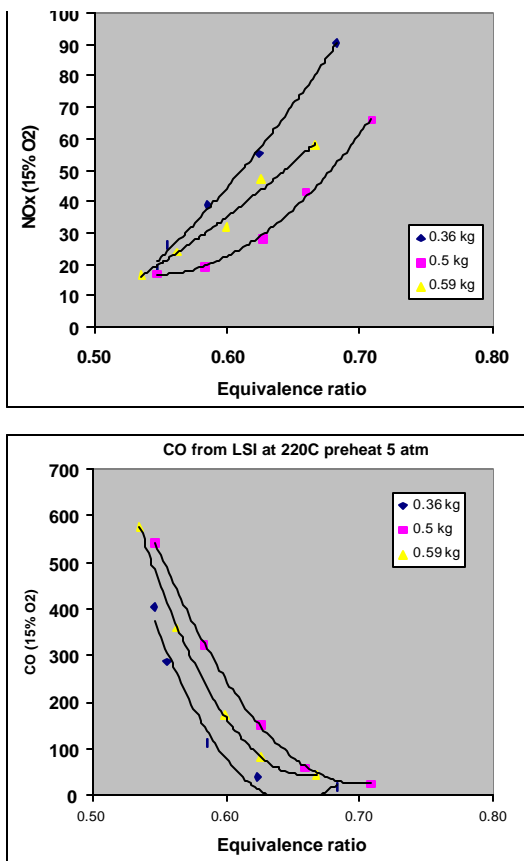 100
90
80
70
60
50
40
30
20
10
0
NOx (15% O2)
0.36 kg
0.5 kg
0.59 kg
0.50 0.60 0.70 0.80
Equivalence ratio
CO from LSI at 220C preheat 5 atm
700
600
500
400
300
200
100
0
CO (15% O2)
0.36 kg
0.5 kg
0.59 kg
0.50 0.60 0.70 0.80
Equivalence ratio